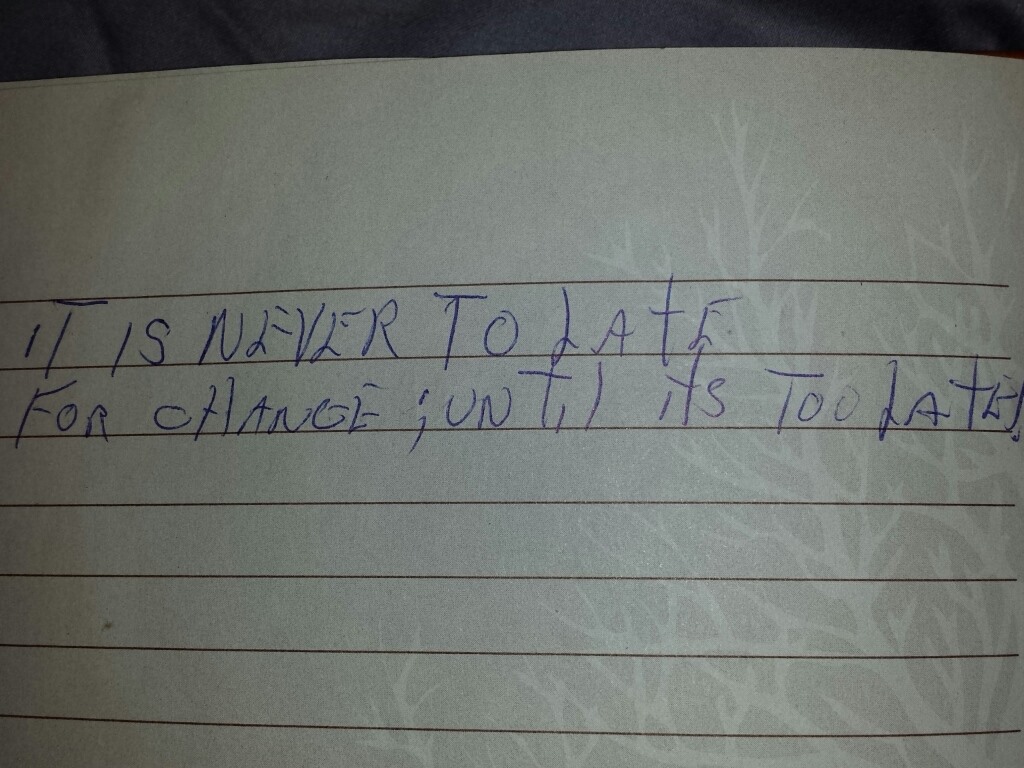 IT IS NEVER TO LATE
FOR CHANGE; UNTIl itS TOO LATE!